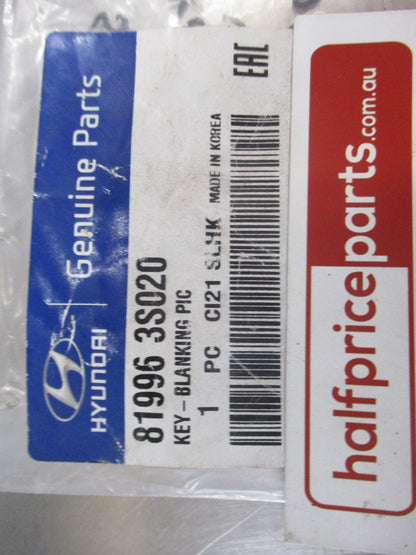 HYUNDAI | Genuine Parts
81996 3S020
KEY – BLANKING PIC
1 PC CI21 SLHK MADE IN KOREA
EAC
halfpriceparts.com.au